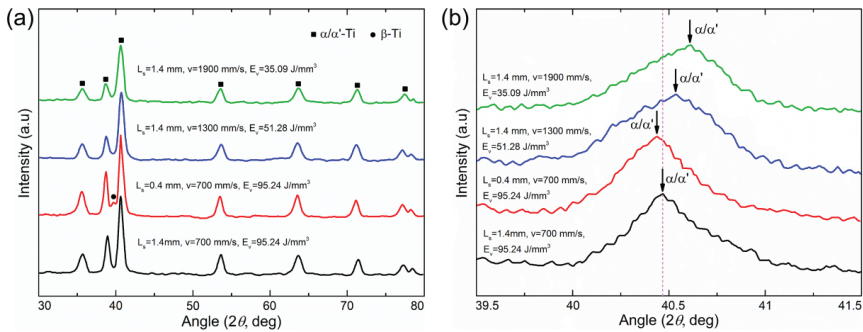 (a)
■ α/α'-Ti ● β-Ti
Lₛ=1.4 mm, v=1900 mm/s, Eᵥ=35.09 J/mm³
Lₛ=1.4 mm, v=1300 mm/s, Eᵥ=51.28 J/mm³
Lₛ=0.4 mm, v=700 mm/s, Eᵥ=95.24 J/mm³
Lₛ=1.4mm, v=700 mm/s, Eᵥ=95.24 J/mm³
Intensity (a.u)
30 40 50 60 70 80
Angle (2θ, deg)
(b)
α/α'
Lₛ=1.4 mm, v=1900 mm/s,
Eᵥ=35.09 J/mm³
α/α'
Lₛ=1.4 mm, v=1300 mm/s,
Eᵥ=51.28 J/mm³
α/α'
Lₛ=0.4 mm, v=700 mm/s,
Eᵥ=95.24 J/mm³
α/α'
Lₛ=1.4mm, v=700 mm/s,
Eᵥ=95.24 J/mm³
Intensity (a.u)
39.5 40 40.5 41 41.5
Angle (2θ, deg)